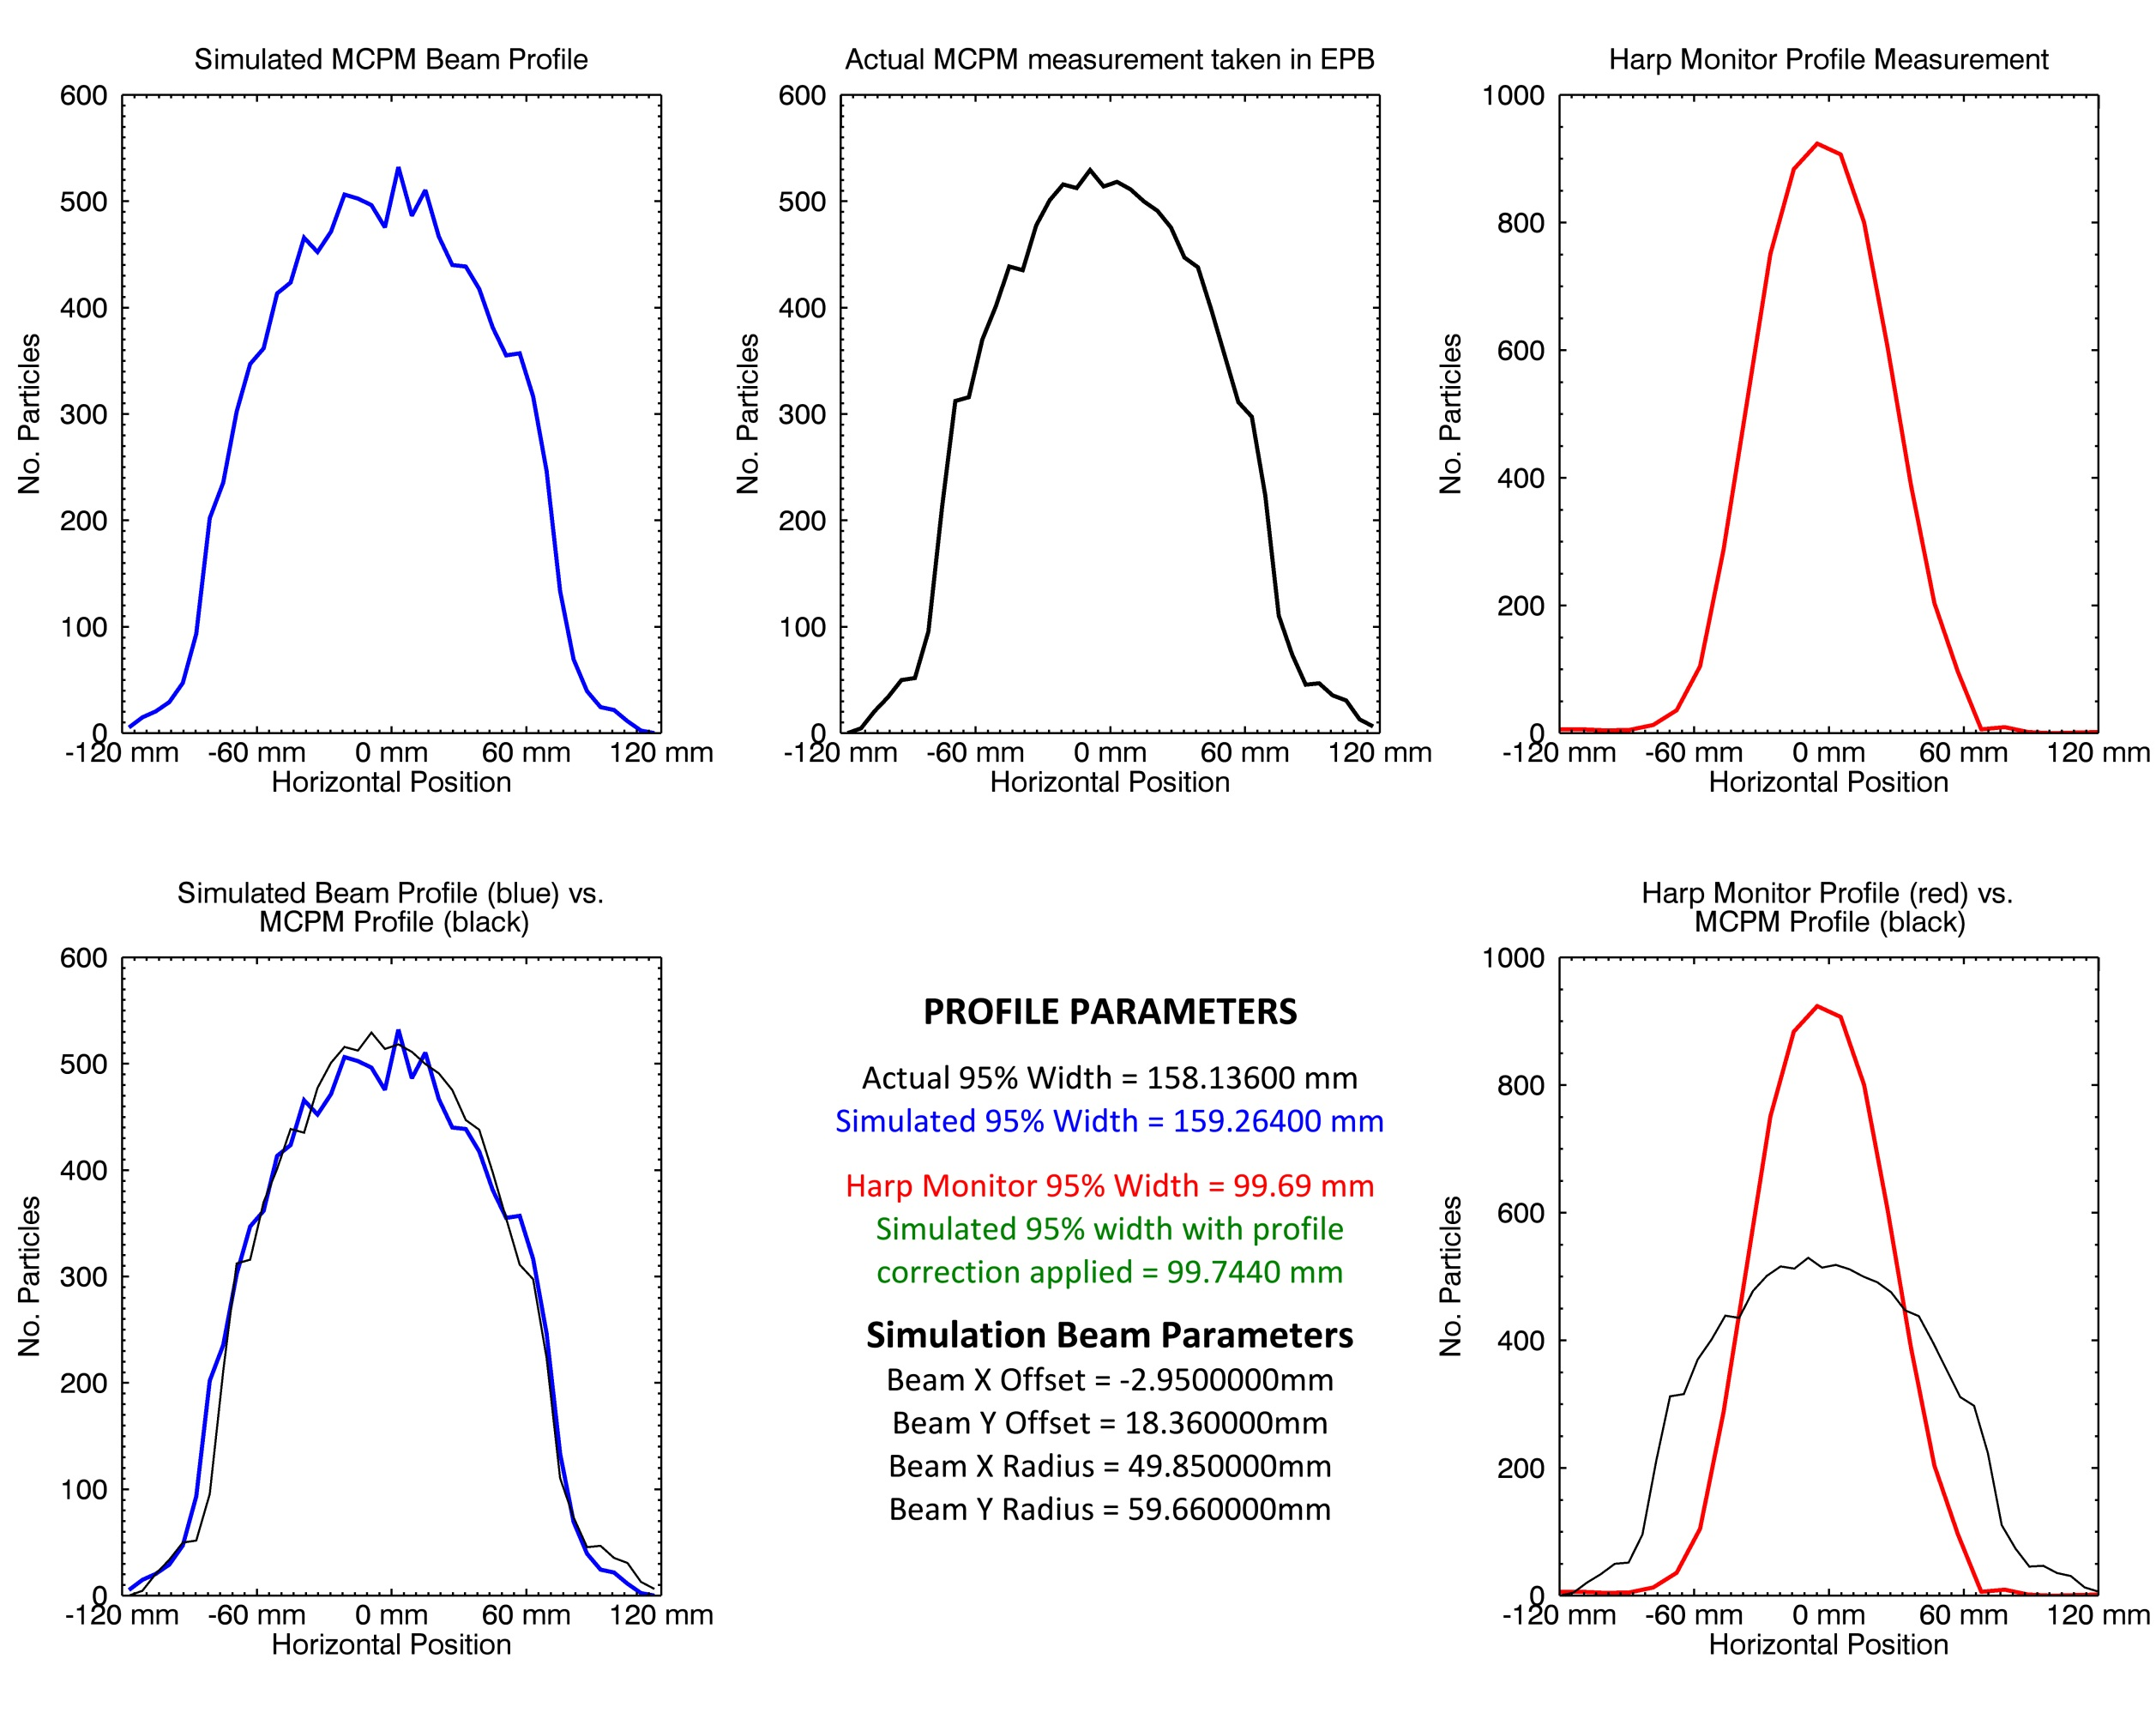 Simulated MCPM Beam Profile
600
500
400
300
200
100
0
No. Particles
-120 mm -60 mm 0 mm 60 mm 120 mm
Horizontal Position
Actual MCPM measurement taken in EPB
600
500
400
300
200
100
0
No. Particles
-120 mm -60 mm 0 mm 60 mm 120 mm
Horizontal Position
Harp Monitor Profile Measurement
1000
800
600
400
200
0
No. Particles
-120 mm -60 mm 0 mm 60 mm 120 mm
Horizontal Position
Simulated Beam Profile (blue) vs.
MCPM Profile (black)
600
500
400
300
200
100
0
No. Particles
-120 mm -60 mm 0 mm 60 mm 120 mm
Horizontal Position
PROFILE PARAMETERS
Actual 95% Width = 158.13600 mm
Simulated 95% Width = 159.26400 mm
Harp Monitor 95% Width = 99.69 mm
Simulated 95% width with profile
correction applied = 99.7440 mm
Simulation Beam Parameters
Beam X Offset = -2.9500000mm
Beam Y Offset = 18.360000mm
Beam X Radius = 49.850000mm
Beam Y Radius = 59.660000mm
Harp Monitor Profile (red) vs.
MCPM Profile (black)
1000
800
600
400
200
0
No. Particles
-120 mm -60 mm 0 mm 60 mm 120 mm
Horizontal Position